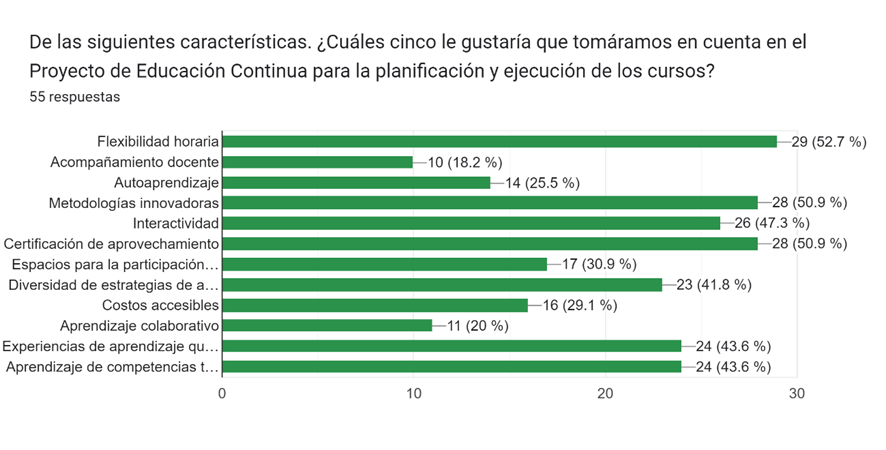 De las siguientes características. ¿Cuáles cinco le gustaría que tomáramos en cuenta en el
Proyecto de Educación Continua para la planificación y ejecución de los cursos?
55 respuestas
Flexibilidad horaria 29 (52.7 %)
Acompañamiento docente 10 (18.2 %)
Autoaprendizaje 14 (25.5 %)
Metodologías innovadoras 28 (50.9 %)
Interactividad 26 (47.3 %)
Certificación de aprovechamiento 28 (50.9 %)
Espacios para la participación… 17 (30.9 %)
Diversidad de estrategias de a… 23 (41.8 %)
Costos accesibles 16 (29.1 %)
Aprendizaje colaborativo 11 (20 %)
Experiencias de aprendizaje qu… 24 (43.6 %)
Aprendizaje de competencias t… 24 (43.6 %)
0 10 20 30